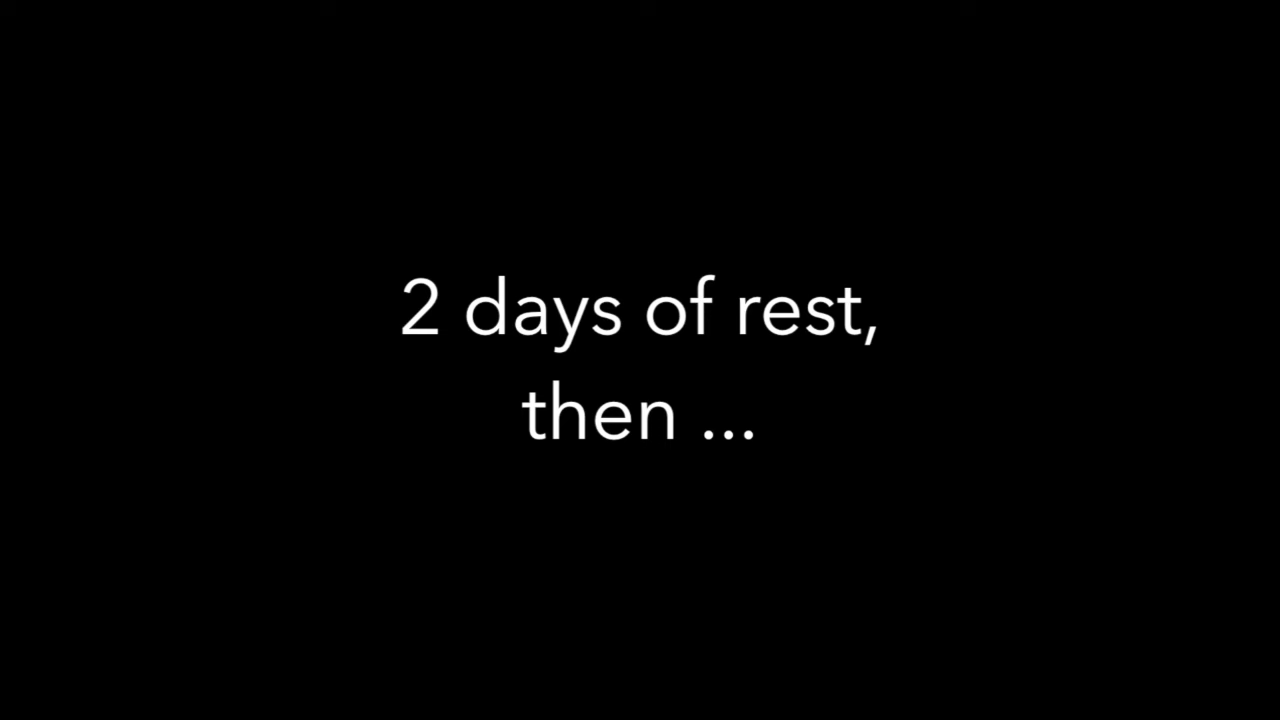 2 days of rest,
then ...